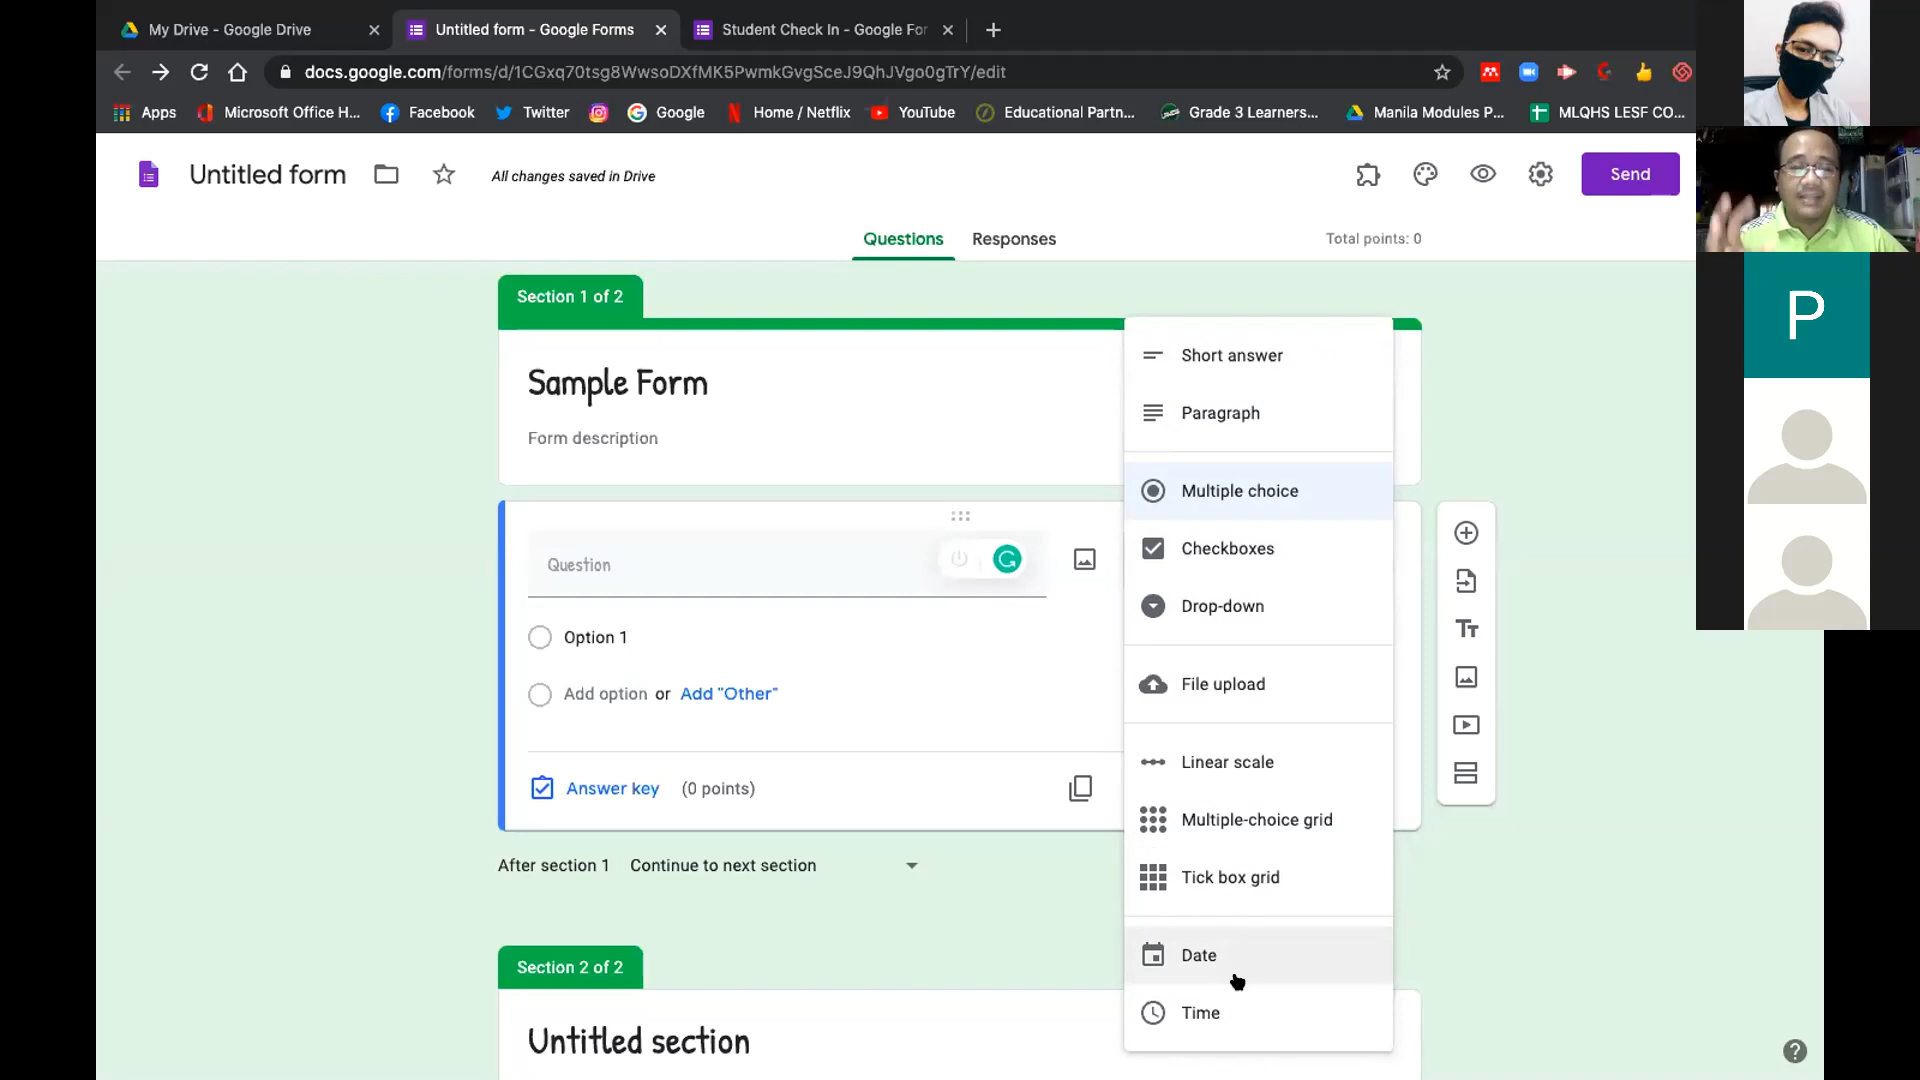 My Drive - Google Drive
Untitled form - Google Forms
Student Check In - Google For
docs.google.com/forms/d/1CGxq70tsg8WwsoDXfMK5PwmkGvgSceJ9QhJVgo0gTrY/edit
Apps
Microsoft Office H...
Facebook
Twitter
Google
Home / Netflix
YouTube
Educational Partn...
Grade 3 Learners...
Manila Modules P...
MLQHS LESF CO...
Untitled form
All changes saved in Drive
Send
Questions
Responses
Total points: 0
Section 1 of 2
Sample Form
Form description
Question
Option 1
Add option or Add "Other"
Answer key (0 points)
After section 1 Continue to next section
Section 2 of 2
Untitled section
Short answer
Paragraph
Multiple choice
Checkboxes
Drop-down
File upload
Linear scale
Multiple-choice grid
Tick box grid
Date
Time
P